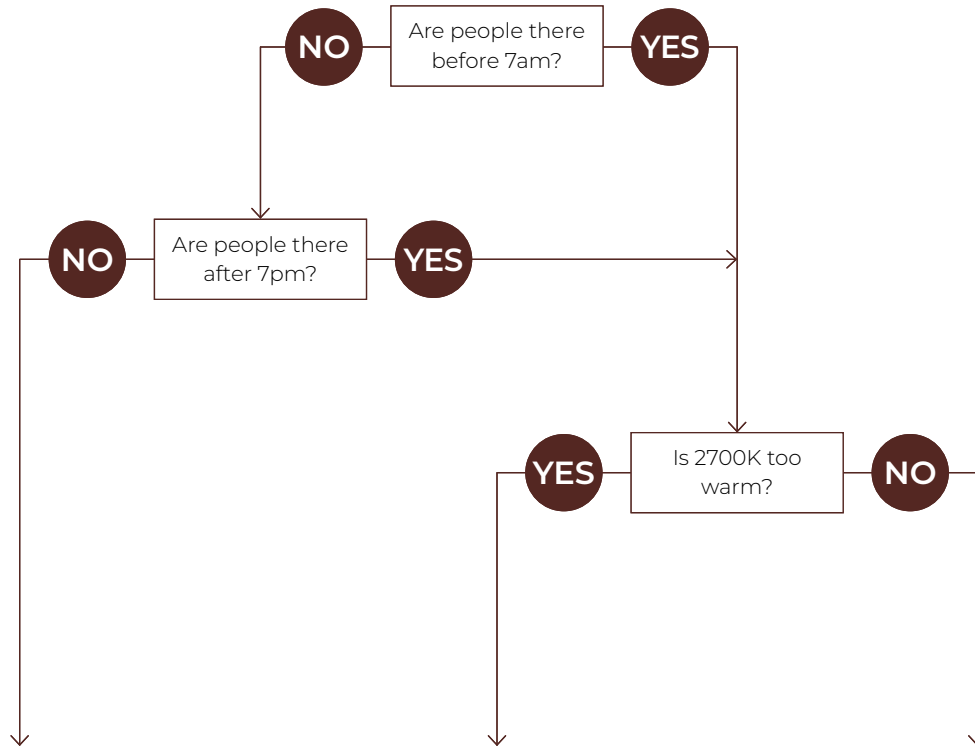 NO
Are people there
before 7am?
YES
NO
Are people there
after 7pm?
YES
YES
Is 2700K too
warm?
NO